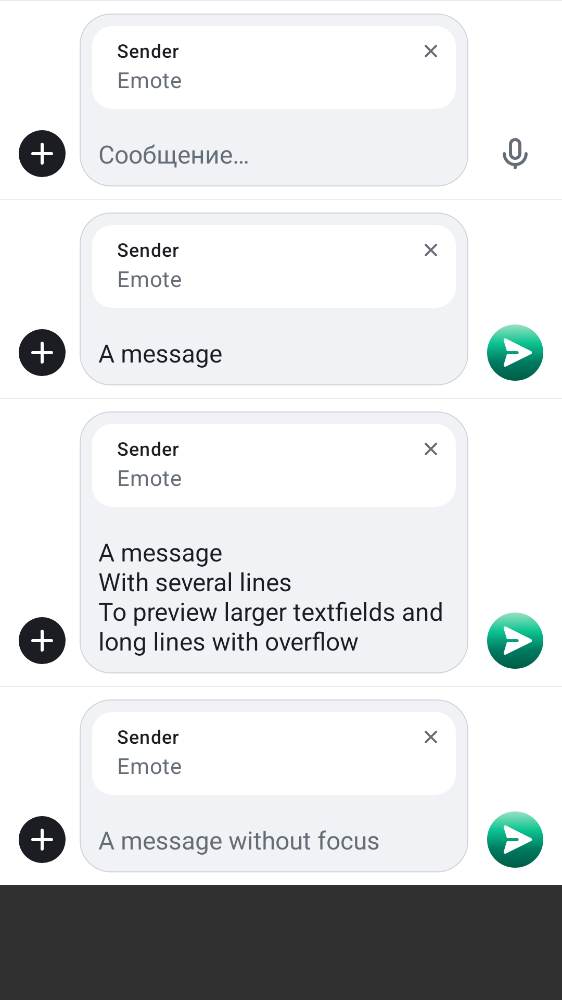 Sender
Emote
Сообщение…
Sender
Emote
A message
Sender
Emote
A message
With several lines
To preview larger textfields and
long lines with overflow
Sender
Emote
A message without focus